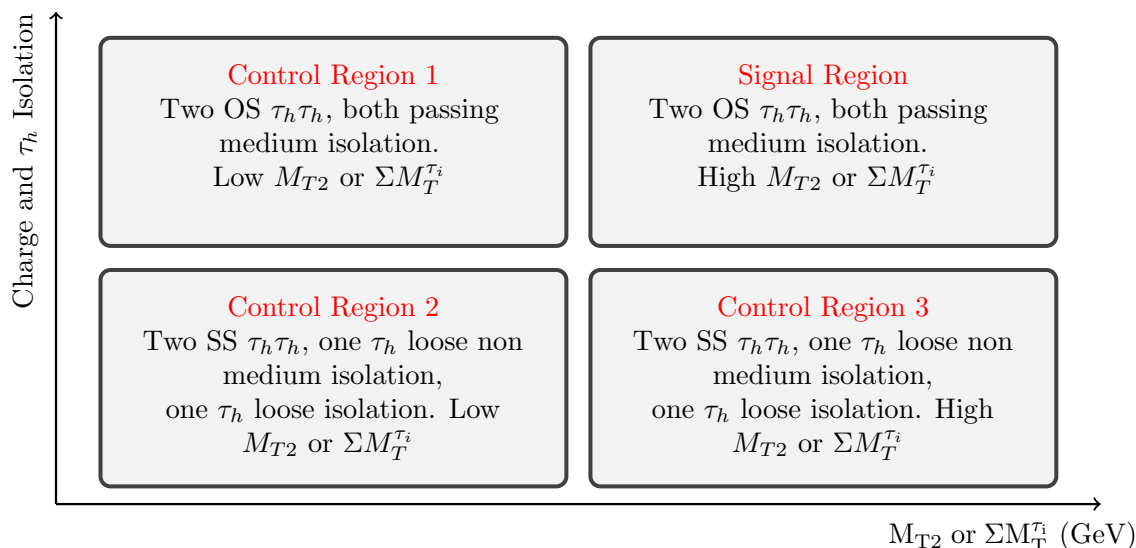 Charge and τ_h Isolation
Control Region 1
Two OS τ_hτ_h, both passing
medium isolation.
Low M_{T2} or ΣM_T^{τ_i}
Signal Region
Two OS τ_hτ_h, both passing
medium isolation.
High M_{T2} or ΣM_T^{τ_i}
Control Region 2
Two SS τ_hτ_h, one τ_h loose non
medium isolation,
one τ_h loose isolation. Low
M_{T2} or ΣM_T^{τ_i}
Control Region 3
Two SS τ_hτ_h, one τ_h loose non
medium isolation,
one τ_h loose isolation. High
M_{T2} or ΣM_T^{τ_i}
M_{T2} or ΣM_T^{τ_i} (GeV)